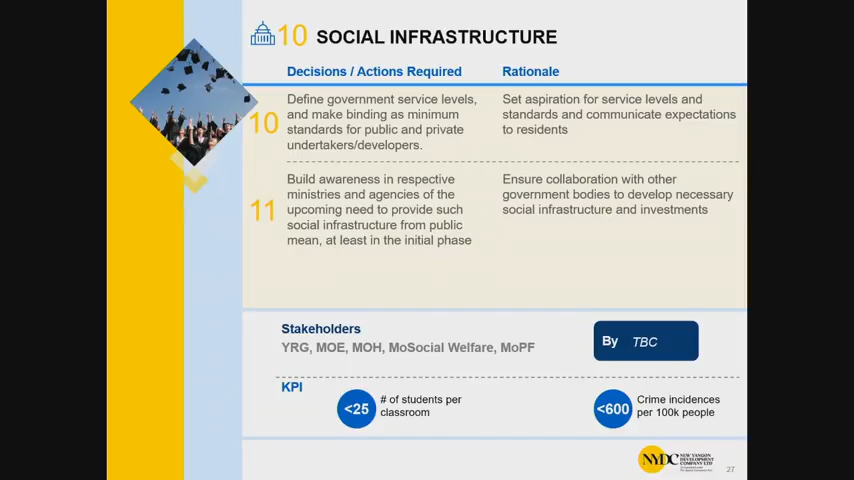 10 SOCIAL INFRASTRUCTURE
Decisions / Actions Required
Rationale
10
Define government service levels,
and make binding as minimum
standards for public and private
undertakers/developers.
Set aspiration for service levels and
standards and communicate expectations
to residents
11
Build awareness in respective
ministries and agencies of the
upcoming need to provide such
social infrastructure from public
mean, at least in the initial phase
Ensure collaboration with other
government bodies to develop necessary
social infrastructure and investments
Stakeholders
YRG, MOE, MOH, MoSocial Welfare, MoPF
By TBC
KPI
<25
# of students per
classroom
<600
Crime incidences
per 100k people
NYDC
NEW YANGON
DEVELOPMENT
COMPANY LTD
27